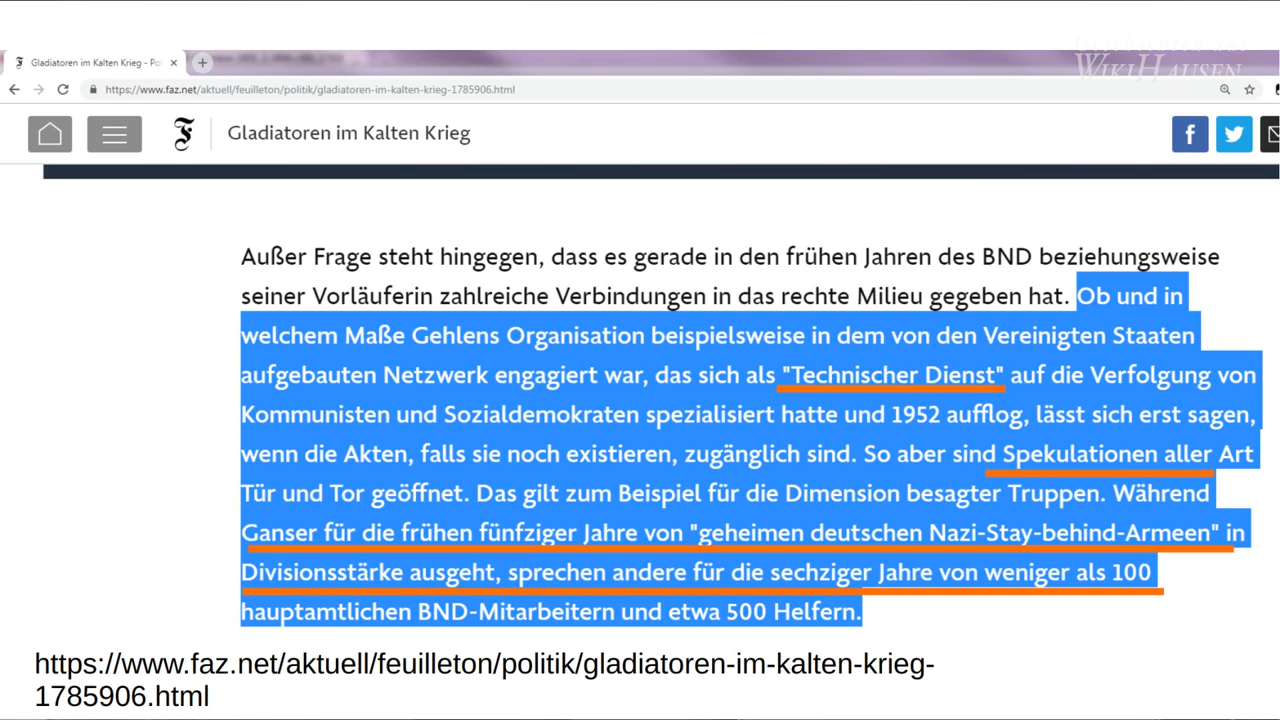 Geschichten aus
WIKIHAUSEN
Gladiatoren im Kalten Krieg - Pol
https://www.faz.net/aktuell/feuilleton/politik/gladiatoren-im-kalten-krieg-1785906.html
Gladiatoren im Kalten Krieg
Außer Frage steht hingegen, dass es gerade in den frühen Jahren des BND beziehungsweise
seiner Vorläuferin zahlreiche Verbindungen in das rechte Milieu gegeben hat. Ob und in
welchem Maße Gehlens Organisation beispielsweise in dem von den Vereinigten Staaten
aufgebauten Netzwerk engagiert war, das sich als "Technischer Dienst" auf die Verfolgung von
Kommunisten und Sozialdemokraten spezialisiert hatte und 1952 aufflog, lässt sich erst sagen,
wenn die Akten, falls sie noch existieren, zugänglich sind. So aber sind Spekulationen aller Art
Tür und Tor geöffnet. Das gilt zum Beispiel für die Dimension besagter Truppen. Während
Ganser für die frühen fünfziger Jahre von "geheimen deutschen Nazi-Stay-behind-Armeen" in
Divisionsstärke ausgeht, sprechen andere für die sechziger Jahre von weniger als 100
hauptamtlichen BND-Mitarbeitern und etwa 500 Helfern.
https://www.faz.net/aktuell/feuilleton/politik/gladiatoren-im-kalten-krieg-
1785906.html